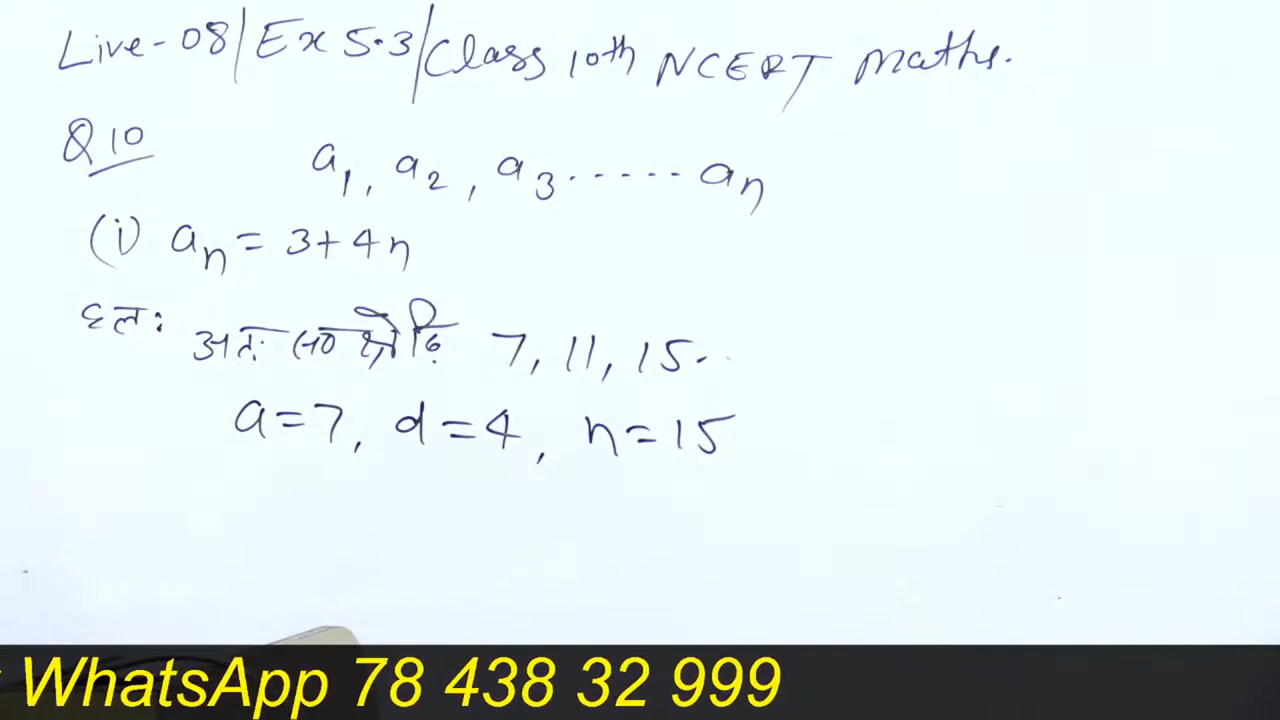 Live-08/Ex 5.3/Class 10th NCERT Maths.
Q10
a₁, a₂, a₃ ...... aₙ
(i) aₙ = 3+4n
हल:
अतः स० श्रेढि 7, 11, 15..
a=7, d=4, n=15
WhatsApp 78 438 32 999